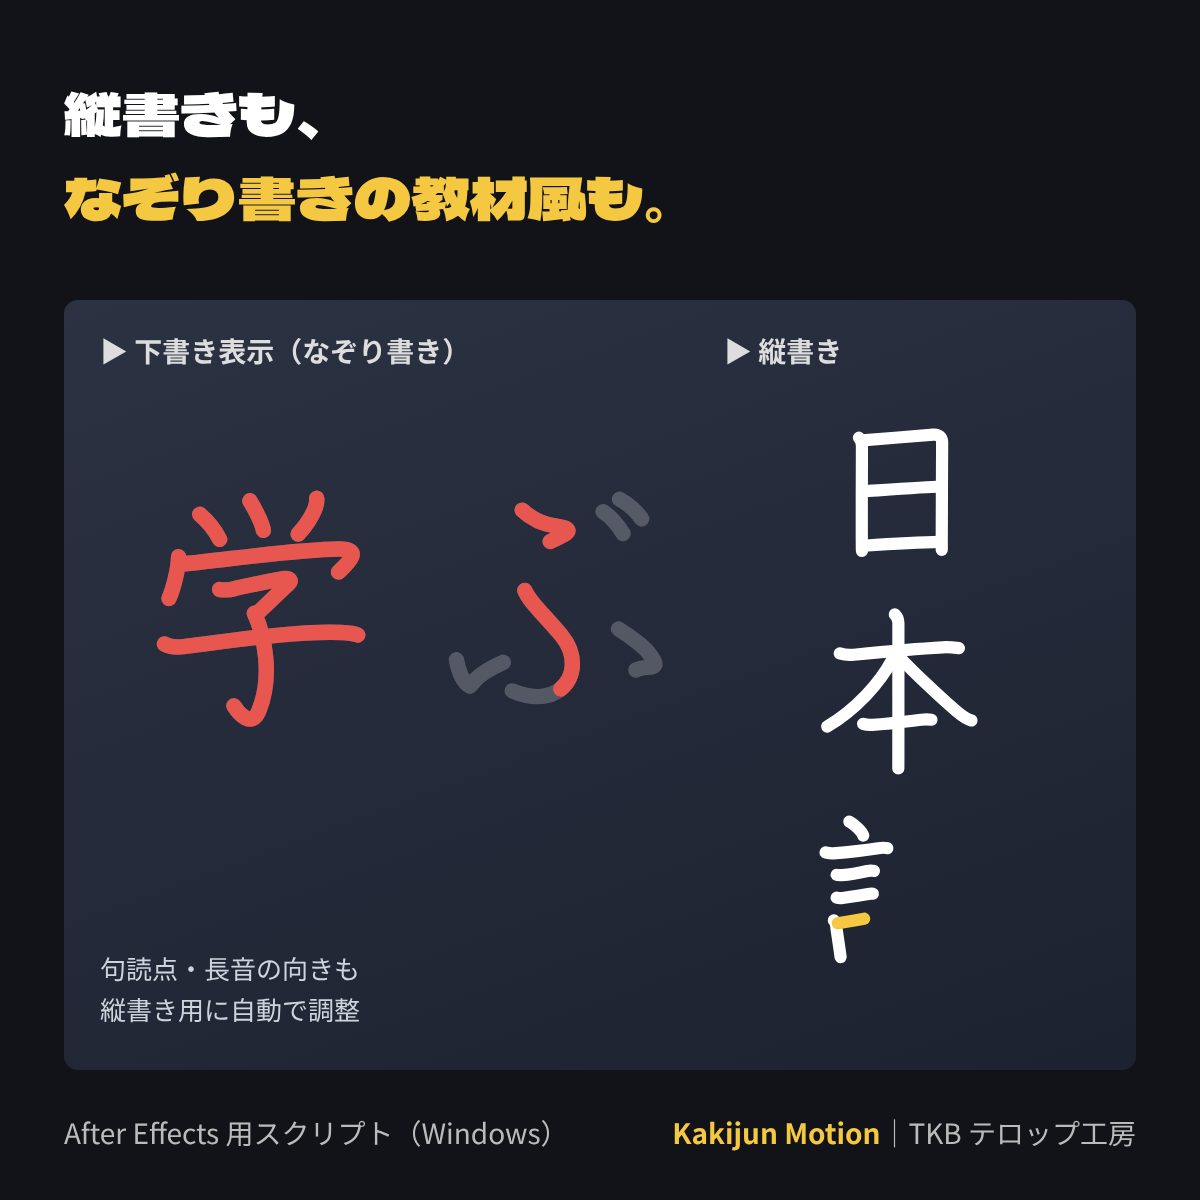 縦書きも、
なぞり書きの教材風も。
▶ 下書き表示（なぞり書き）
学ぶ
▶ 縦書き
日本
句読点・長音の向きも
縦書き用に自動で調整
After Effects 用スクリプト（Windows）
Kakijun Motion｜TKB テロップ工房